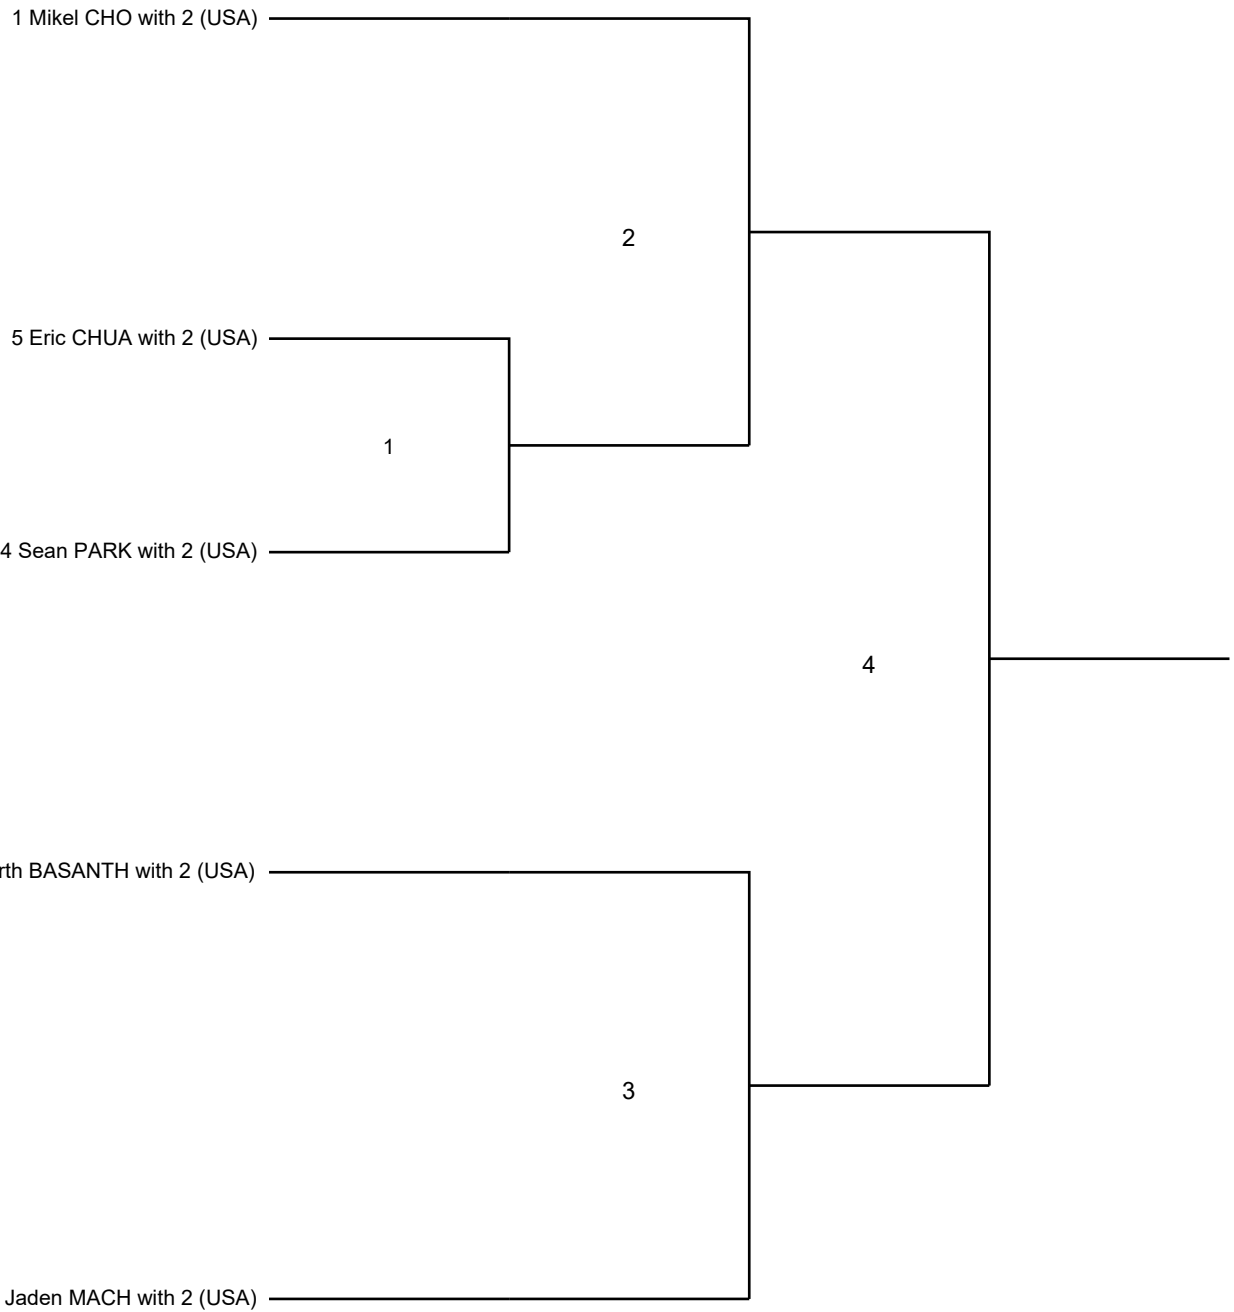 1 Mikel CHO with 2 (USA)
2
5 Eric CHUA with 2 (USA)
1
4 Sean PARK with 2 (USA)
4
BASANTH with 2 (USA)
3
Jaden MACH with 2 (USA)